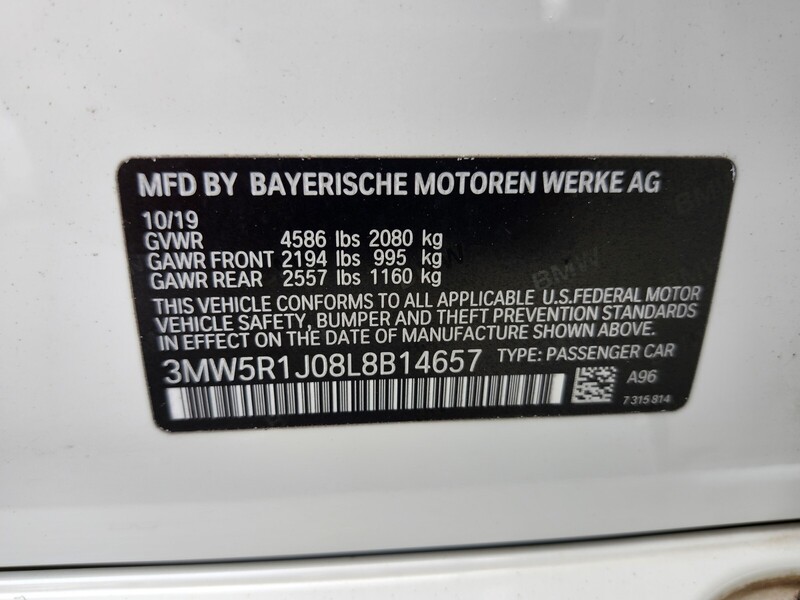 MFD BY BAYERISCHE MOTOREN WERKE AG
10/19
GVWR 4586 lbs 2080 kg
GAWR FRONT 2194 lbs 995 kg
GAWR REAR 2557 lbs 1160 kg
THIS VEHICLE CONFORMS TO ALL APPLICABLE U.S.FEDERAL MOTOR
VEHICLE SAFETY, BUMPER AND THEFT PREVENTION STANDARDS
IN EFFECT ON THE DATE OF MANUFACTURE SHOWN ABOVE.
3MW5R1J08L8B14657 TYPE: PASSENGER CAR
A96
7 315 814
BMW
BMW